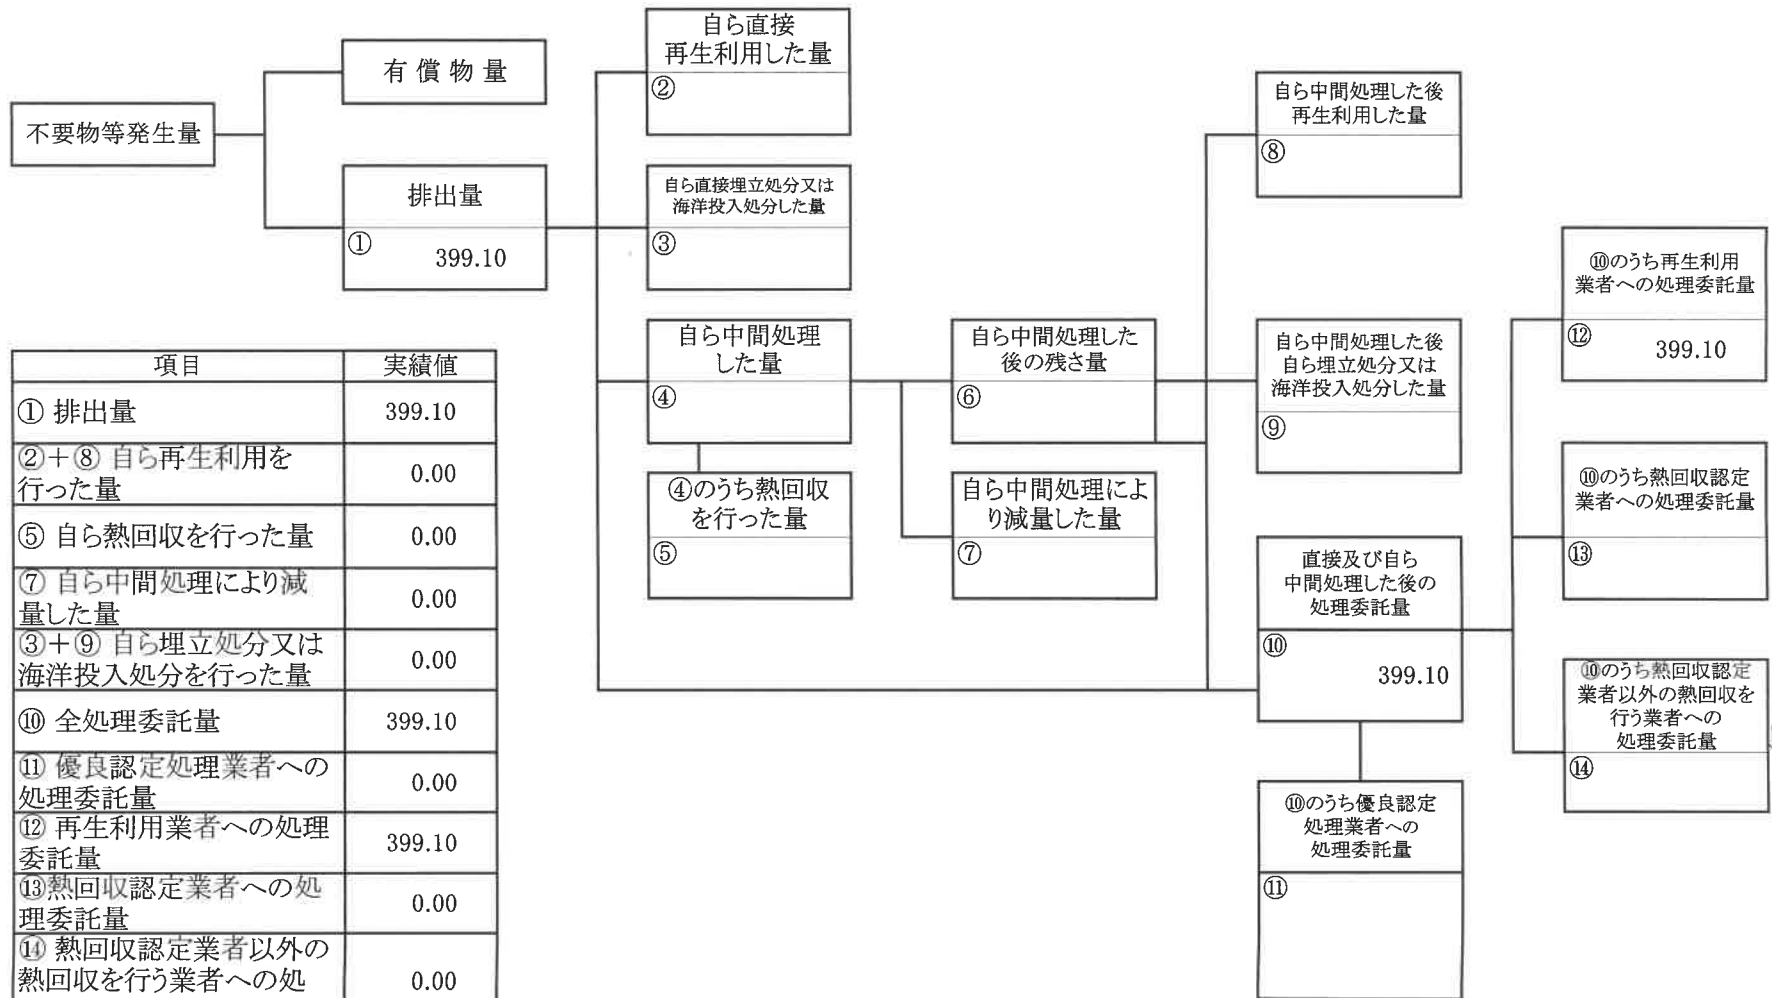 不要物等発生量
有償物量
排出量
①
399.10
自ら直接
再生利用した量
②
自ら直接埋立処分又は
海洋投入処分した量
③
自ら中間処理
した量
④
④のうち熱回収
を行った量
⑤
自ら中間処理した
後の残さ量
⑥
自ら中間処理によ
り減量した量
⑦
自ら中間処理した後
再生利用した量
⑧
自ら中間処理した後
自ら埋立処分又は
海洋投入処分した量
⑨
直接及び自ら
中間処理した後の
処理委託量
⑩
399.10
⑩のうち優良認定
処理業者への
処理委託量
⑪
⑩のうち再生利用
業者への処理委託量
⑫
399.10
⑩のうち熱回収認定
業者への処理委託量
⑬
⑩のうち熱回収認定
業者以外の熱回収を
行う業者への
処理委託量
⑭
項目 実績値
① 排出量 399.10
②＋⑧ 自ら再生利用を
行った量 0.00
⑤ 自ら熱回収を行った量 0.00
⑦ 自ら中間処理により減
量した量 0.00
③＋⑨ 自ら埋立処分又は
海洋投入処分を行った量 0.00
⑩ 全処理委託量 399.10
⑪ 優良認定処理業者への
処理委託量 0.00
⑫ 再生利用業者への処理
委託量 399.10
⑬熱回収認定業者への処
理委託量 0.00
⑭ 熱回収認定業者以外の
熱回収を行う業者への処 0.00